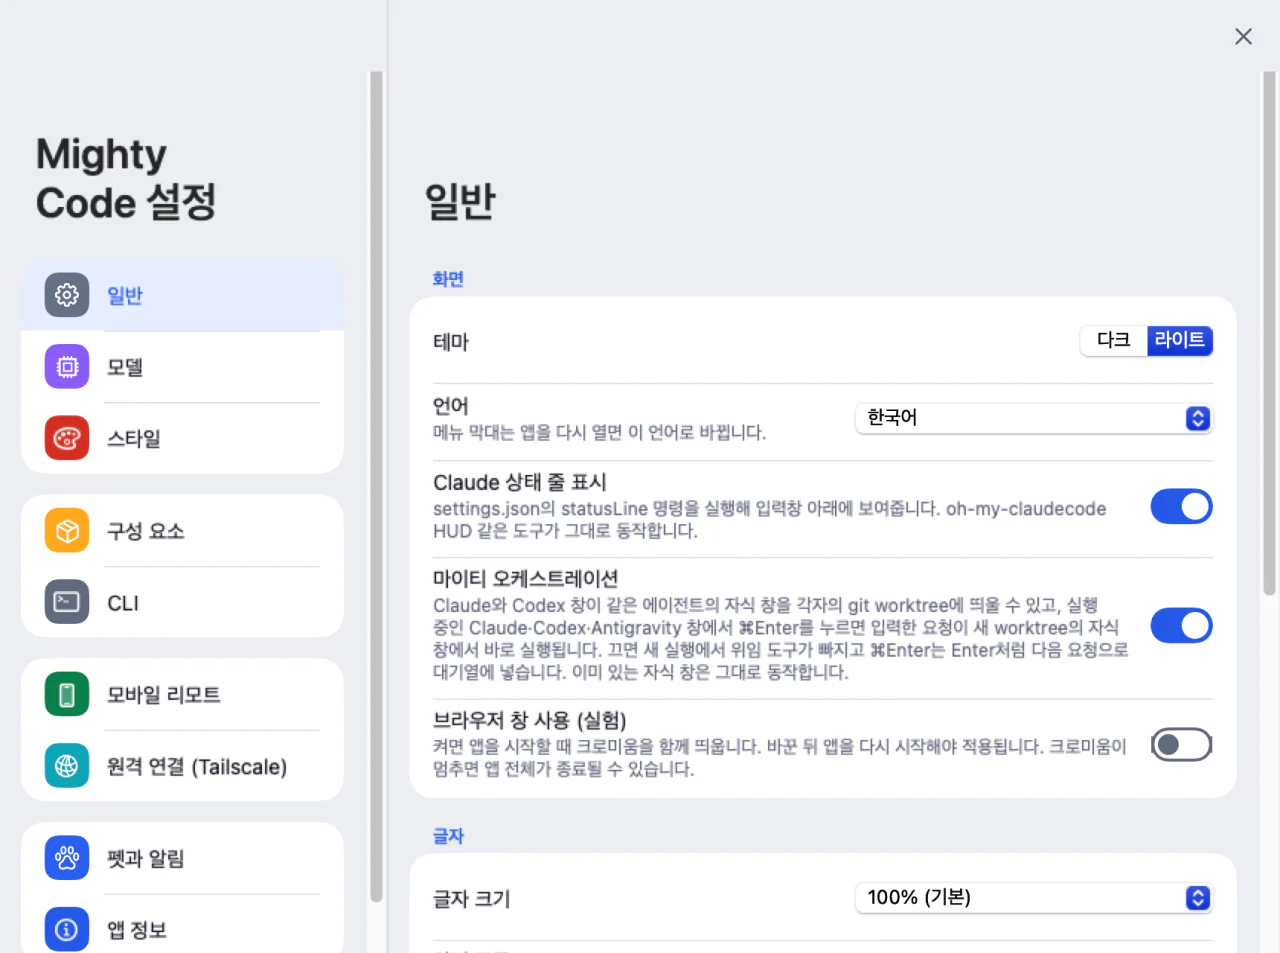 Mighty
Code 설정
일반
모델
스타일
구성 요소
CLI
모바일 리모트
원격 연결 (Tailscale)
펫과 알림
앱 정보
일반
화면
테마
다크 라이트
언어
메뉴 막대는 앱을 다시 열면 이 언어로 바뀝니다.
한국어
Claude 상태 줄 표시
settings.json의 statusLine 명령을 실행해 입력창 아래에 보여줍니다. oh-my-claudecode
HUD 같은 도구가 그대로 동작합니다.
마이티 오케스트레이션
Claude와 Codex 창이 같은 에이전트의 자식 창을 각자의 git worktree에 띄울 수 있고, 실행
중인 Claude·Codex·Antigravity 창에서 ⌘Enter를 누르면 입력한 요청이 새 worktree의 자식
창에서 바로 실행됩니다. 끄면 새 실행에서 위임 도구가 빠지고 ⌘Enter는 Enter처럼 다음 요청으로
대기열에 넣습니다. 이미 있는 자식 창은 그대로 동작합니다.
브라우저 창 사용 (실험)
켜면 앱을 시작할 때 크로미움을 함께 띄웁니다. 바꾼 뒤 앱을 다시 시작해야 적용됩니다. 크로미움이
멈추면 앱 전체가 종료될 수 있습니다.
글자
글자 크기
100% (기본)